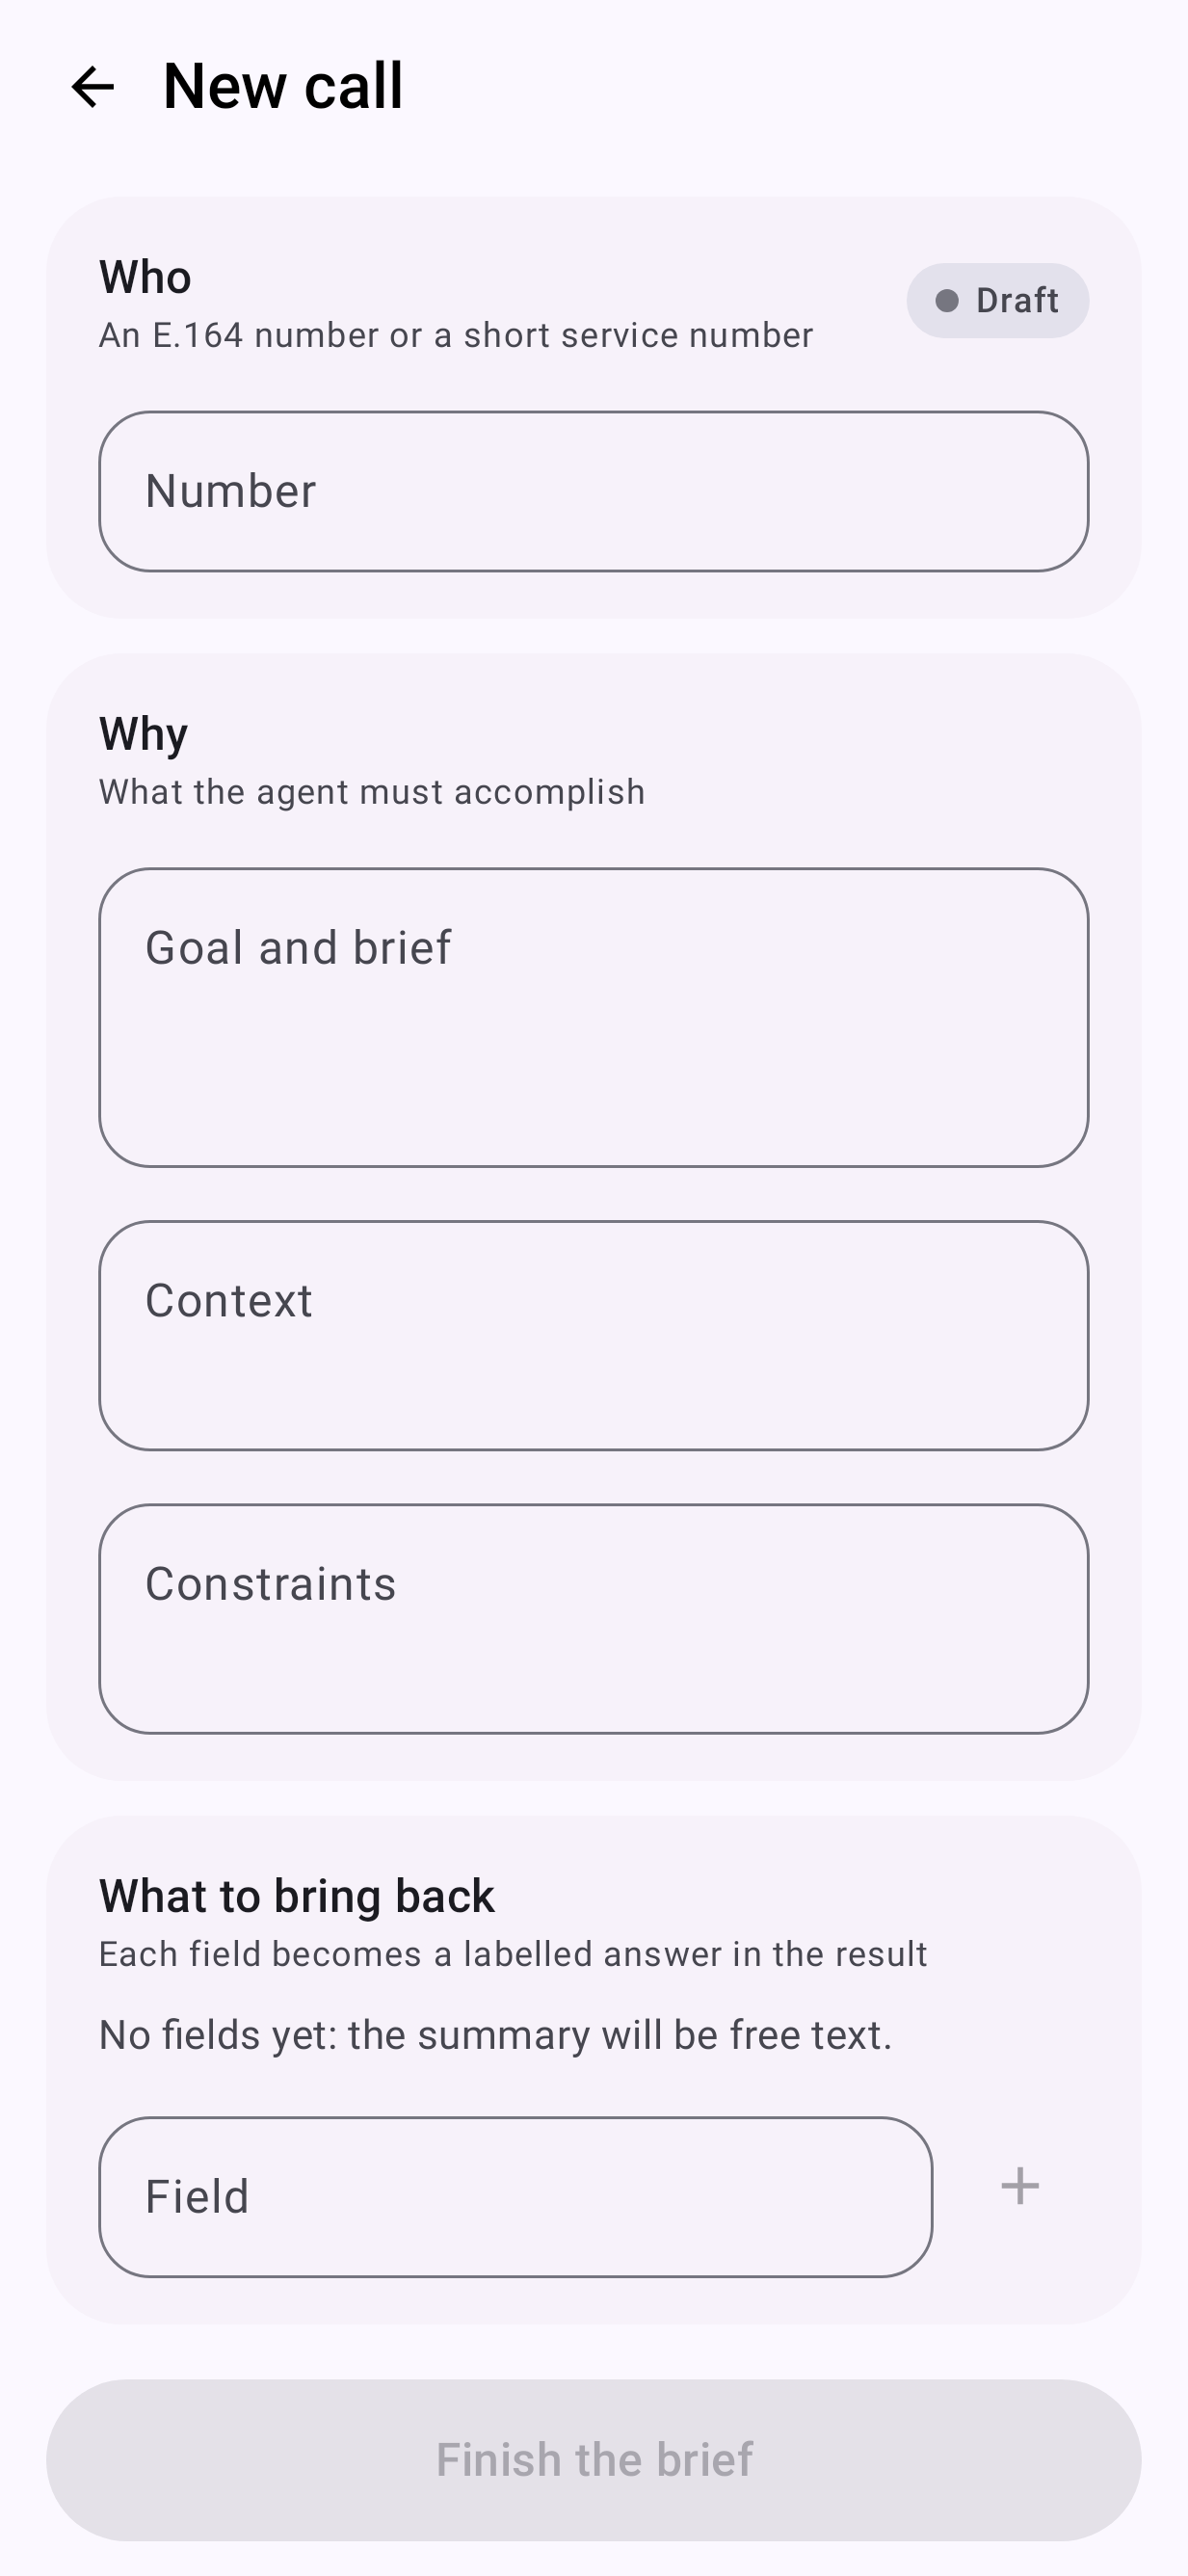 New call
Who
An E.164 number or a short service number
Draft
Number
Why
What the agent must accomplish
Goal and brief
Context
Constraints
What to bring back
Each field becomes a labelled answer in the result
No fields yet: the summary will be free text.
Field
Finish the brief